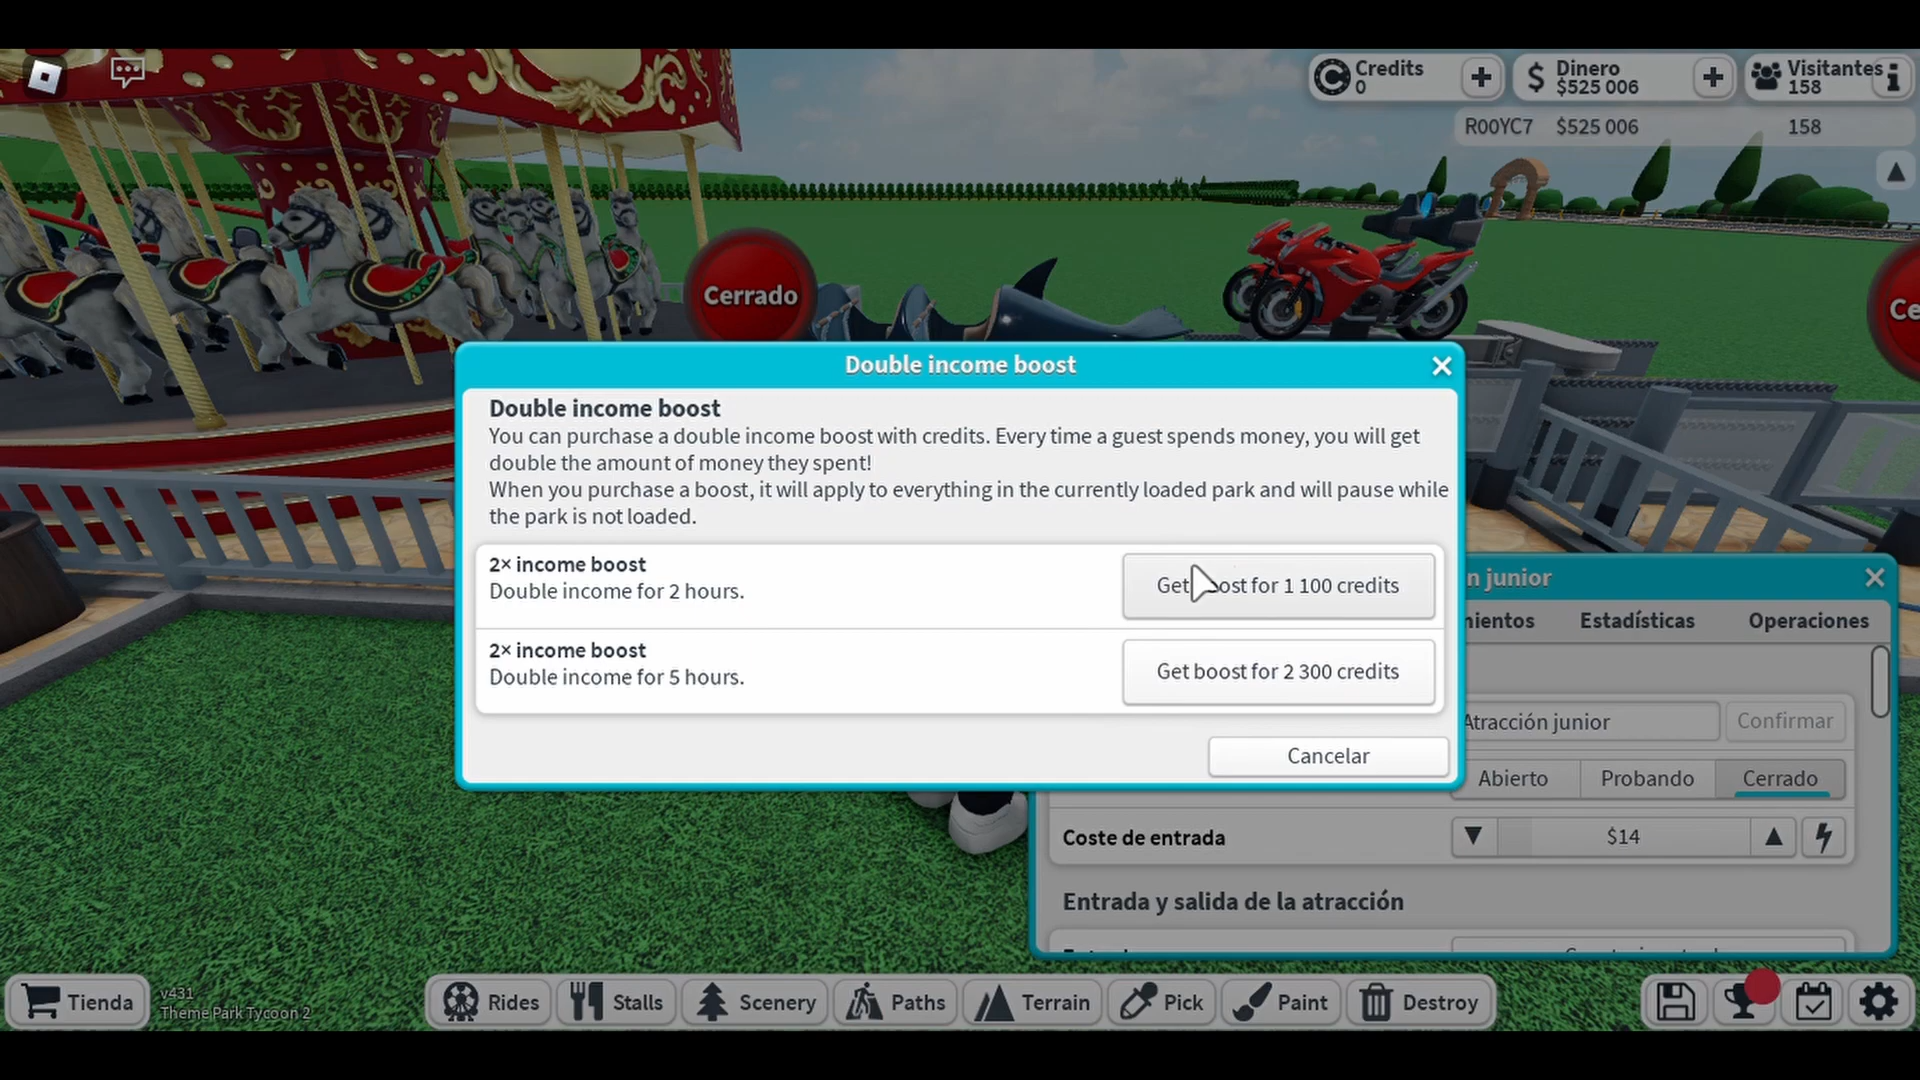 Credits
0
Dinero
$525 006
Visitantes
158
R00YC7 $525 006 158
Cerrado
Double income boost
Double income boost
You can purchase a double income boost with credits. Every time a guest spends money, you will get
double the amount of money they spent!
When you purchase a boost, it will apply to everything in the currently loaded park and will pause while
the park is not loaded.
2× income boost
Double income for 2 hours.
Get boost for 1 100 credits
2× income boost
Double income for 5 hours.
Get boost for 2 300 credits
Cancelar
n junior
mientos Estadísticas Operaciones
Atracción junior Confirmar
Abierto Probando Cerrado
Coste de entrada $14
Entrada y salida de la atracción
Tienda
v431
Theme Park Tycoon 2
Rides Stalls Scenery Paths Terrain Pick Paint Destroy